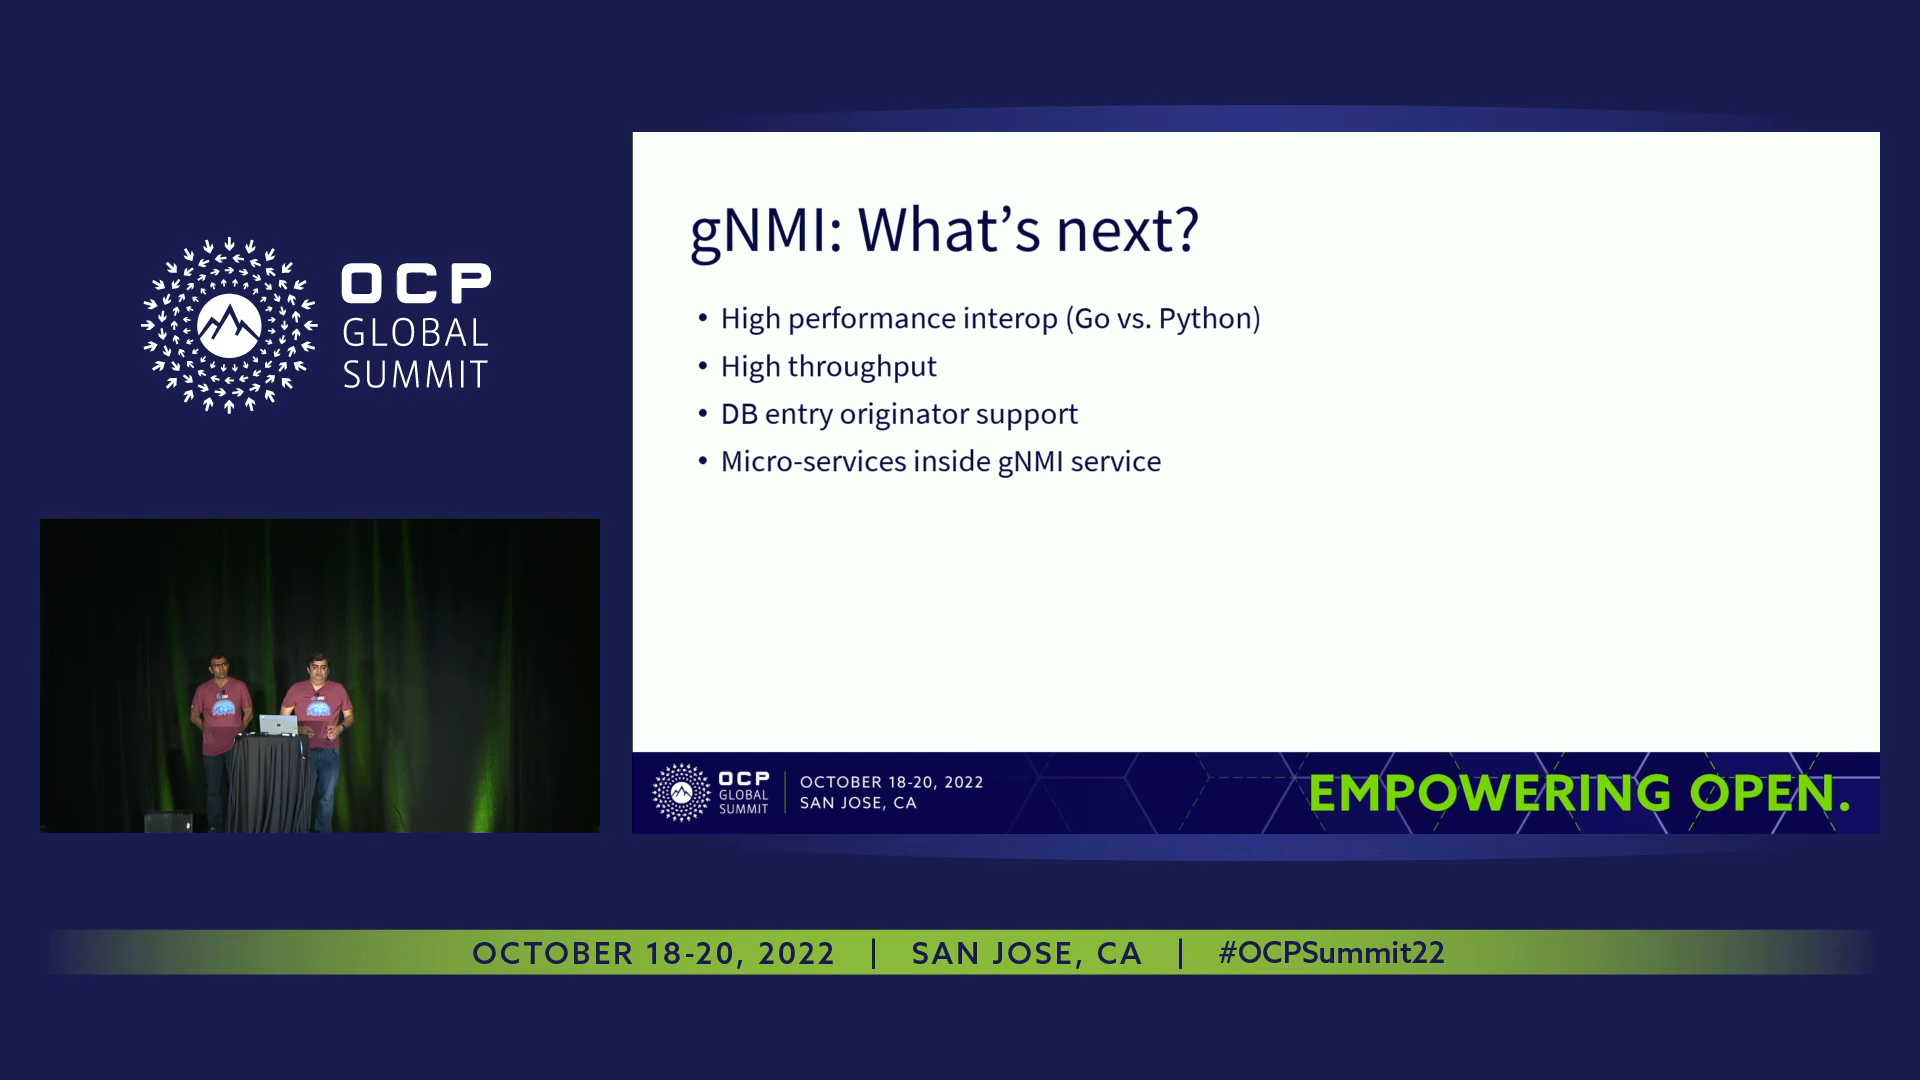 OCP
GLOBAL
SUMMIT
gNMI: What’s next?
• High performance interop (Go vs. Python)
• High throughput
• DB entry originator support
• Micro-services inside gNMI service
OCP
GLOBAL
SUMMIT
OCTOBER 18-20, 2022
SAN JOSE, CA
EMPOWERING OPEN.
OCTOBER 18-20, 2022 | SAN JOSE, CA | #OCPSummit22